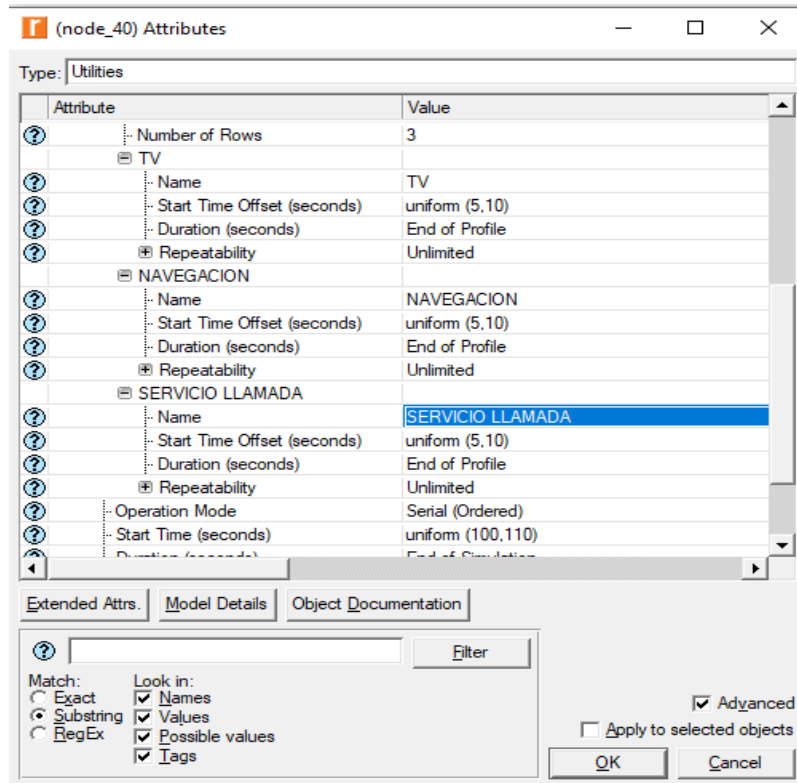 (node_40) Attributes
Type: Utilities
Attribute Value
Number of Rows 3
TV
Name TV
Start Time Offset (seconds) uniform (5,10)
Duration (seconds) End of Profile
Repeatability Unlimited
NAVEGACION
Name NAVEGACION
Start Time Offset (seconds) uniform (5,10)
Duration (seconds) End of Profile
Repeatability Unlimited
SERVICIO LLAMADA
Name SERVICIO LLAMADA
Start Time Offset (seconds) uniform (5,10)
Duration (seconds) End of Profile
Repeatability Unlimited
Operation Mode Serial (Ordered)
Start Time (seconds) uniform (100,110)
Duration (seconds) End of Simulation
Extended Attrs. Model Details Object Documentation
Filter
Match: Look in:
Exact Names
Substring Values
RegEx Possible values
Tags
Advanced
Apply to selected objects
OK Cancel